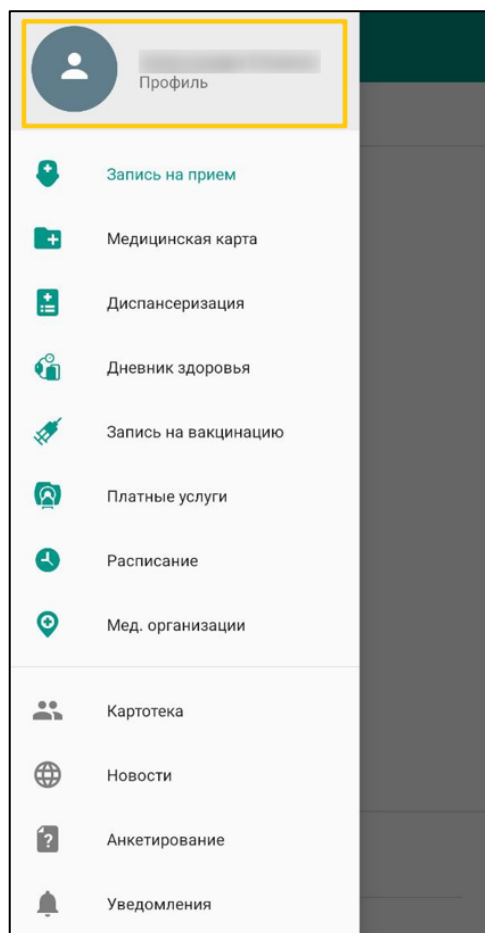 Профиль
Запись на прием
Медицинская карта
Диспансеризация
Дневник здоровья
Запись на вакцинацию
Платные услуги
Расписание
Мед. организации
Картотека
Новости
?
Анкетирование
Уведомления